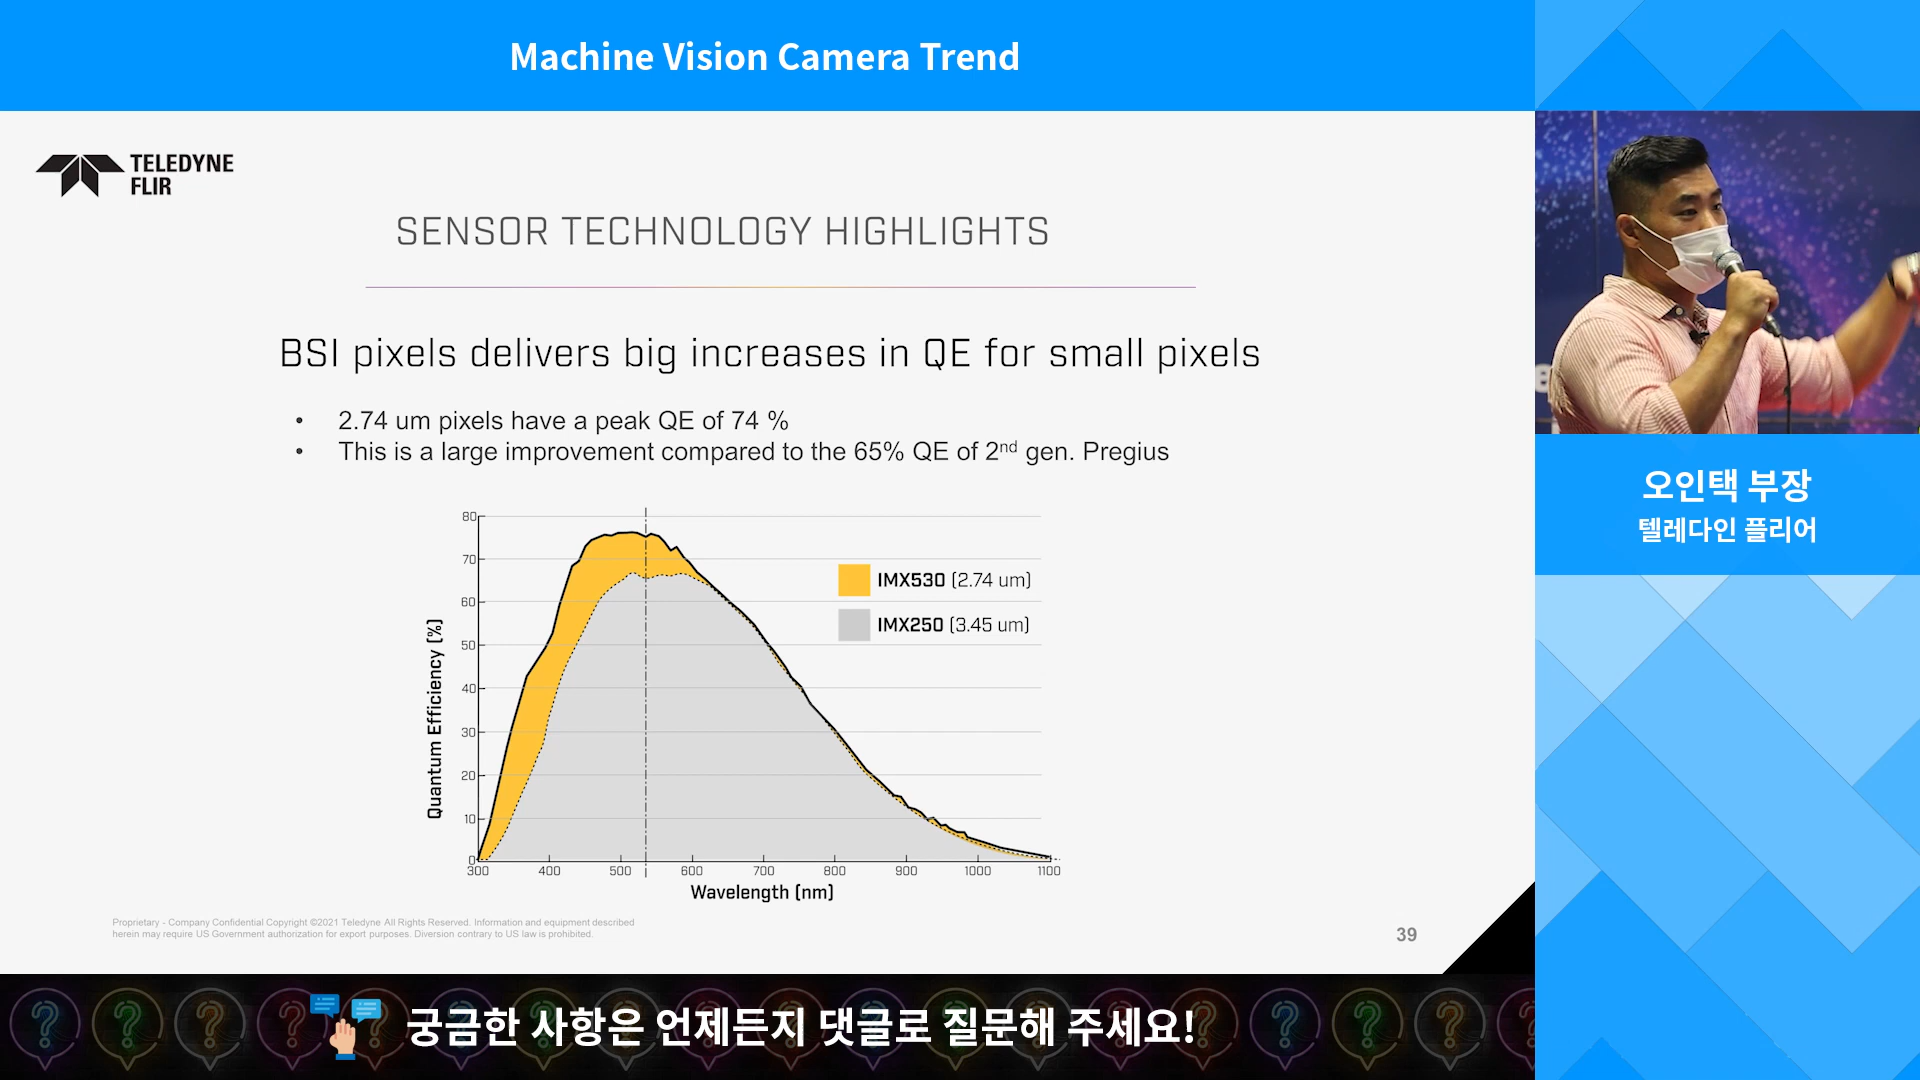 Machine Vision Camera Trend
TELEDYNE
FLIR
SENSOR TECHNOLOGY HIGHLIGHTS
BSI pixels delivers big increases in QE for small pixels
• 2.74 um pixels have a peak QE of 74 %
• This is a large improvement compared to the 65% QE of 2nd gen. Pregius
Quantum Efficiency (%)
80
70
60
50
40
30
20
10
0
300 400 500 600 700 800 900 1000 1100
Wavelength (nm)
IMX530 (2.74 um)
IMX250 (3.45 um)
Proprietary - Company Confidential Copyright ©2021 Teledyne All Rights Reserved. Information and equipment described
herein may require US Government authorization for export purposes. Diversion contrary to US law is prohibited.
39
오인택 부장
텔레다인 플리어
궁금한 사항은 언제든지 댓글로 질문해 주세요!